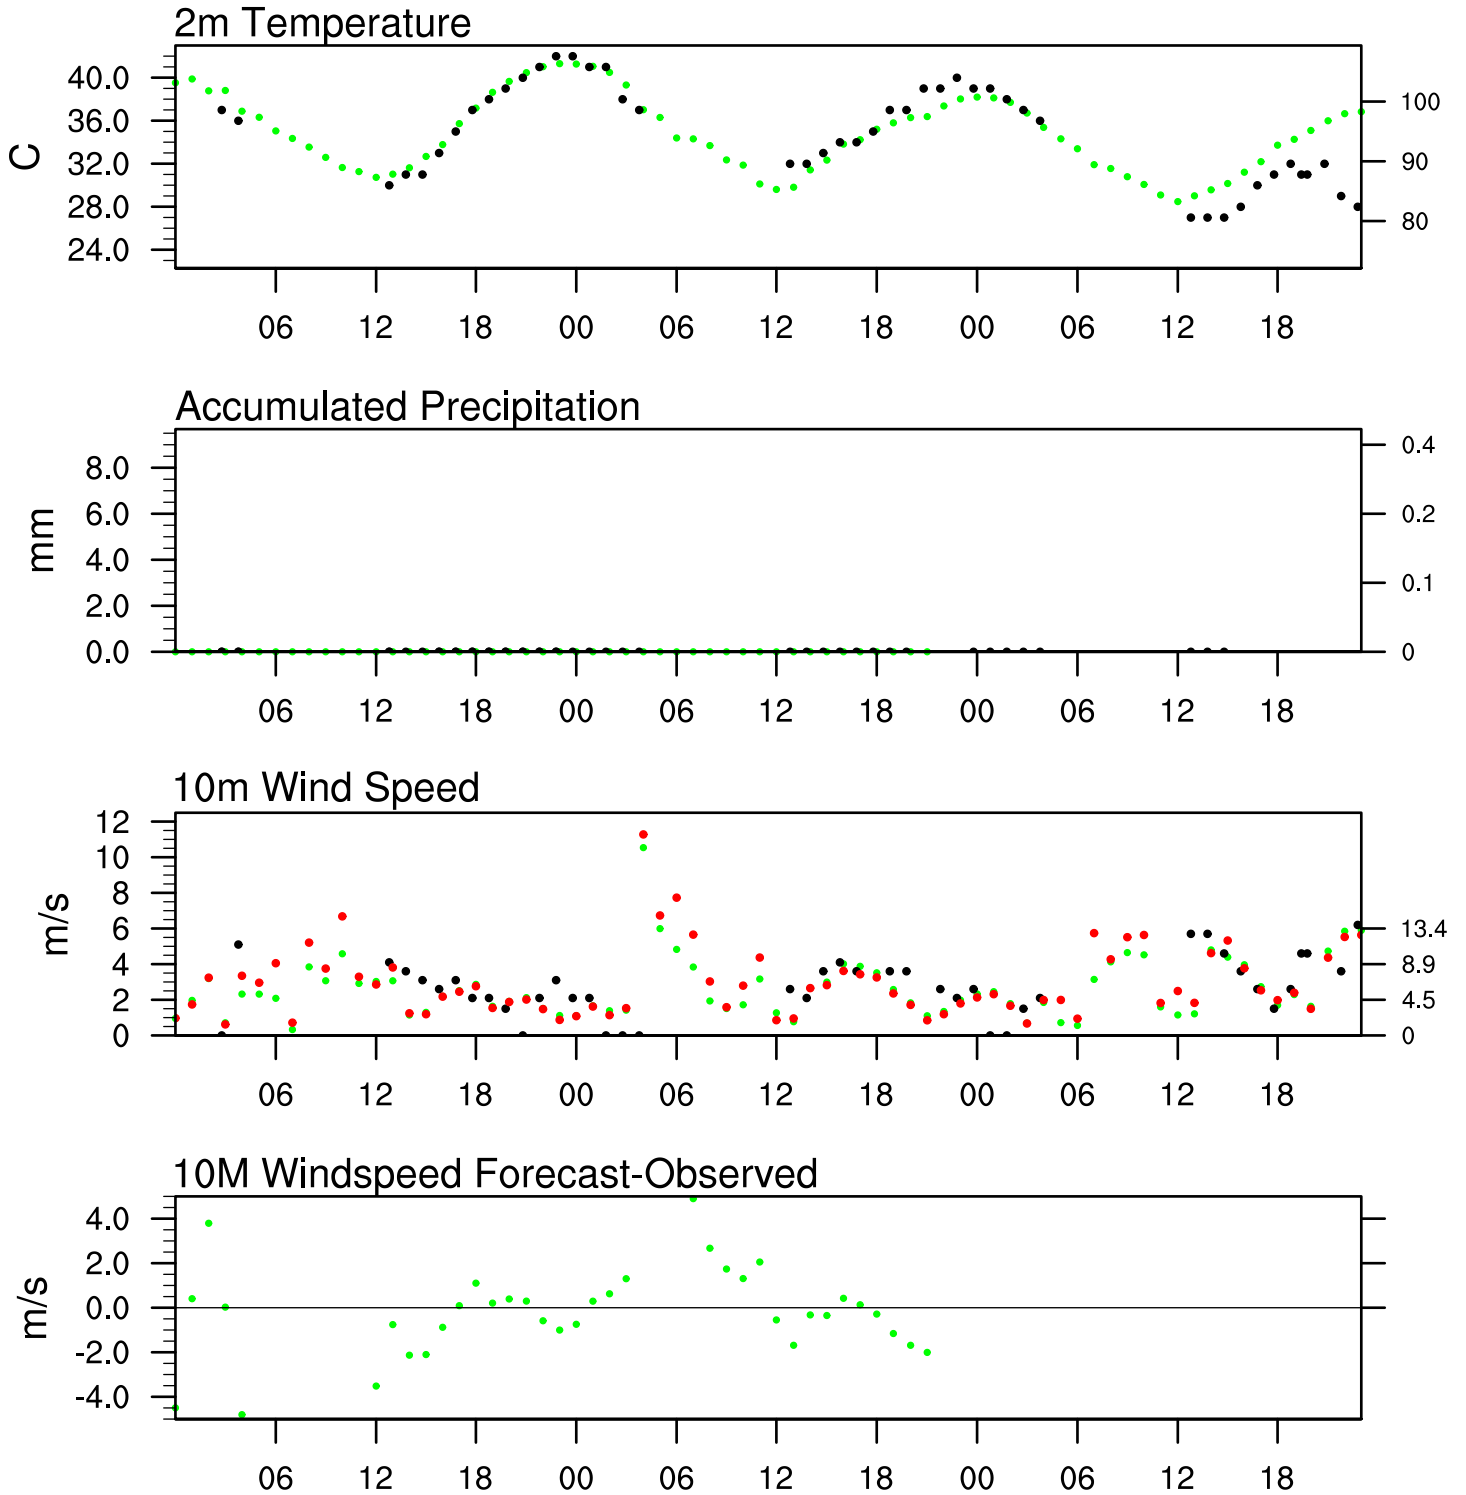 2m Temperature
40.0
36.0
32.0
28.0
24.0
C
100
90
80
06 12 18 00 06 12 18 00 06 12 18
Accumulated Precipitation
8.0
6.0
4.0
2.0
0.0
mm
0.4
0.2
0.1
0
06 12 18 00 06 12 18 00 06 12 18
10m Wind Speed
12
10
8
6
4
2
0
m/s
13.4
8.9
4.5
0
06 12 18 00 06 12 18 00 06 12 18
10M Windspeed Forecast-Observed
4.0
2.0
0.0
-2.0
-4.0
m/s
06 12 18 00 06 12 18 00 06 12 18